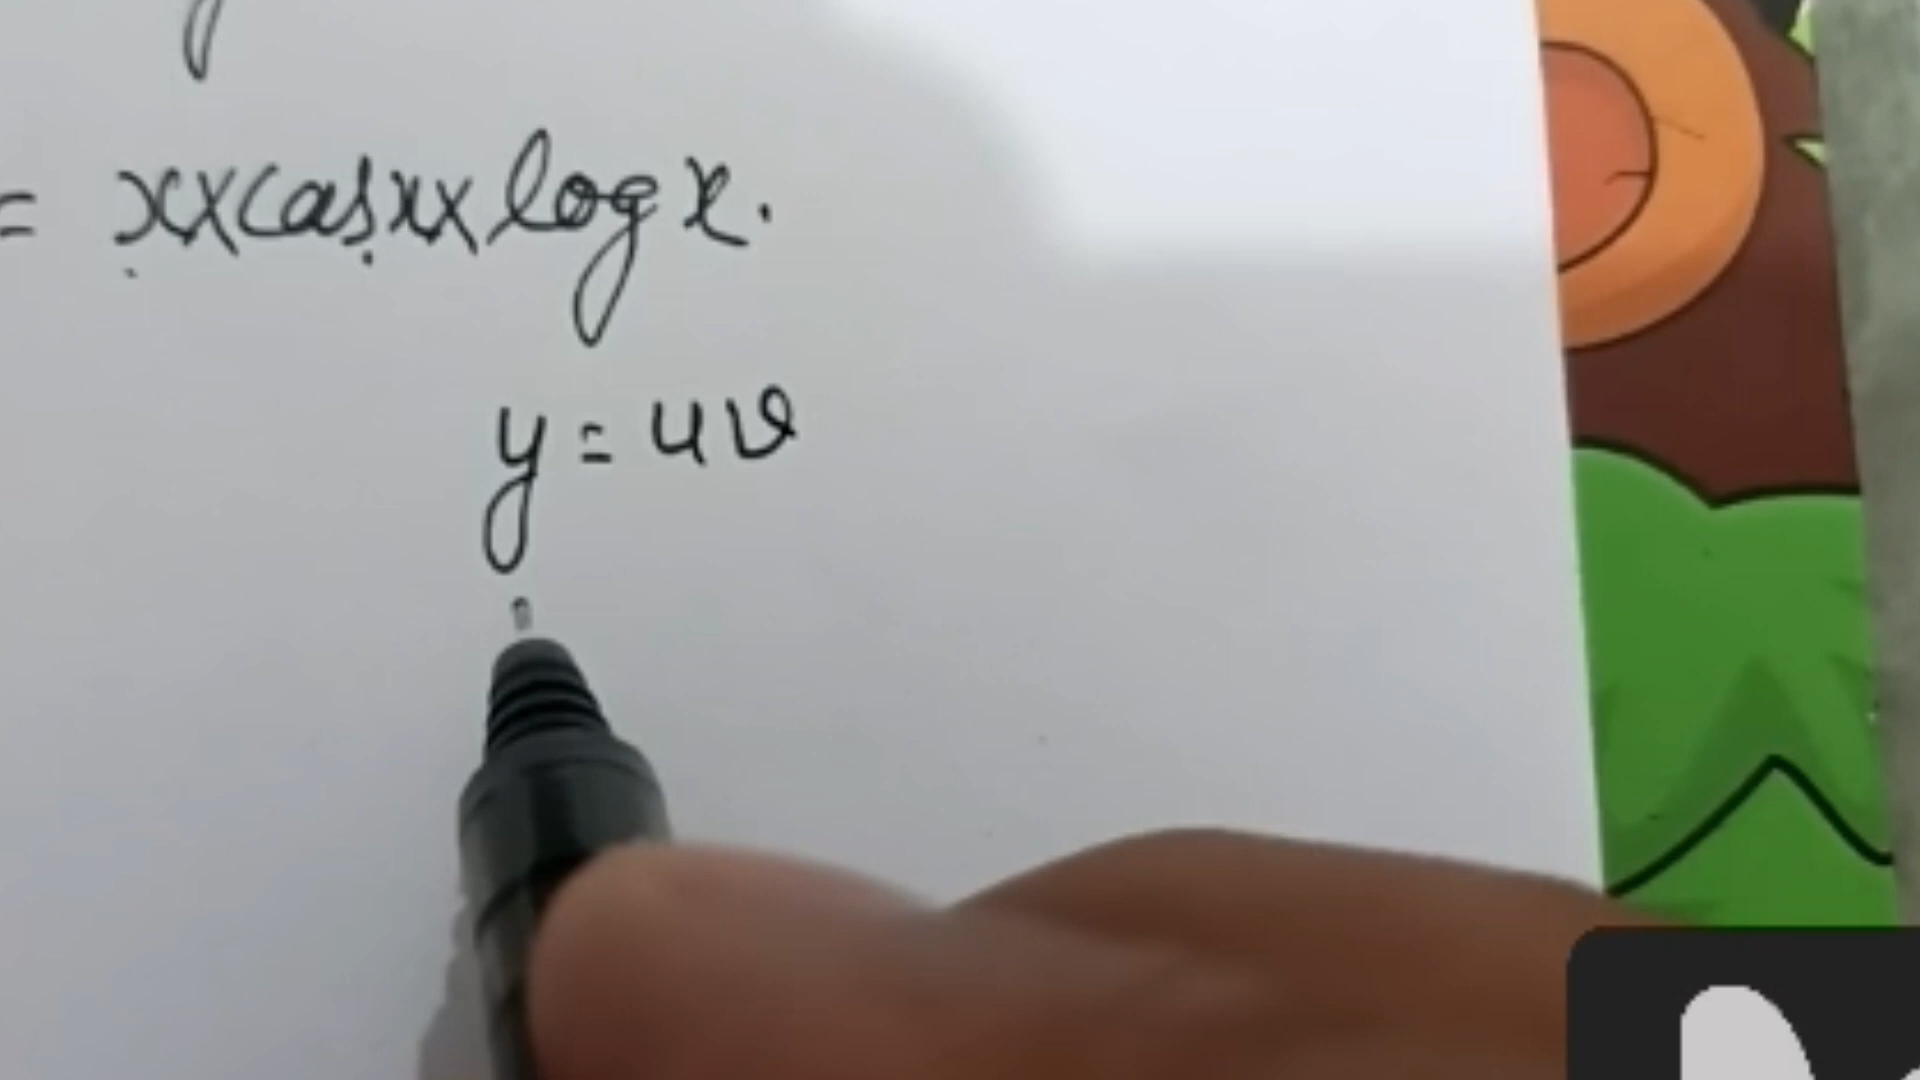 = x×cosx×logx.
y = uv